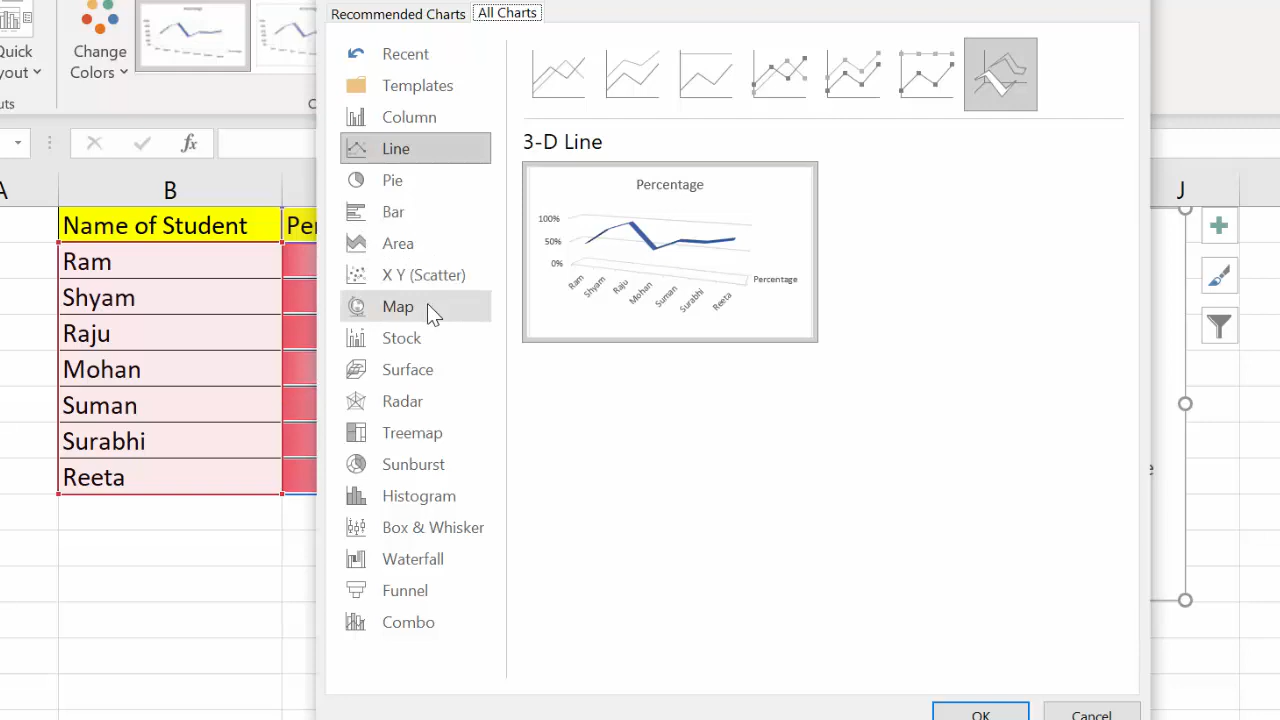 Recommended Charts All Charts
Quick
Layout
Change
Colors
Recent
Templates
Column
Line
Pie
Bar
Area
X Y (Scatter)
Map
Stock
Surface
Radar
Treemap
Sunburst
Histogram
Box & Whisker
Waterfall
Funnel
Combo
3-D Line
Percentage
100%
50%
0%
Ram Shyam Raju Mohan Suman Surabhi Reeta
Percentage
OK Cancel
fx
A B J
Name of Student
Ram
Shyam
Raju
Mohan
Suman
Surabhi
Reeta